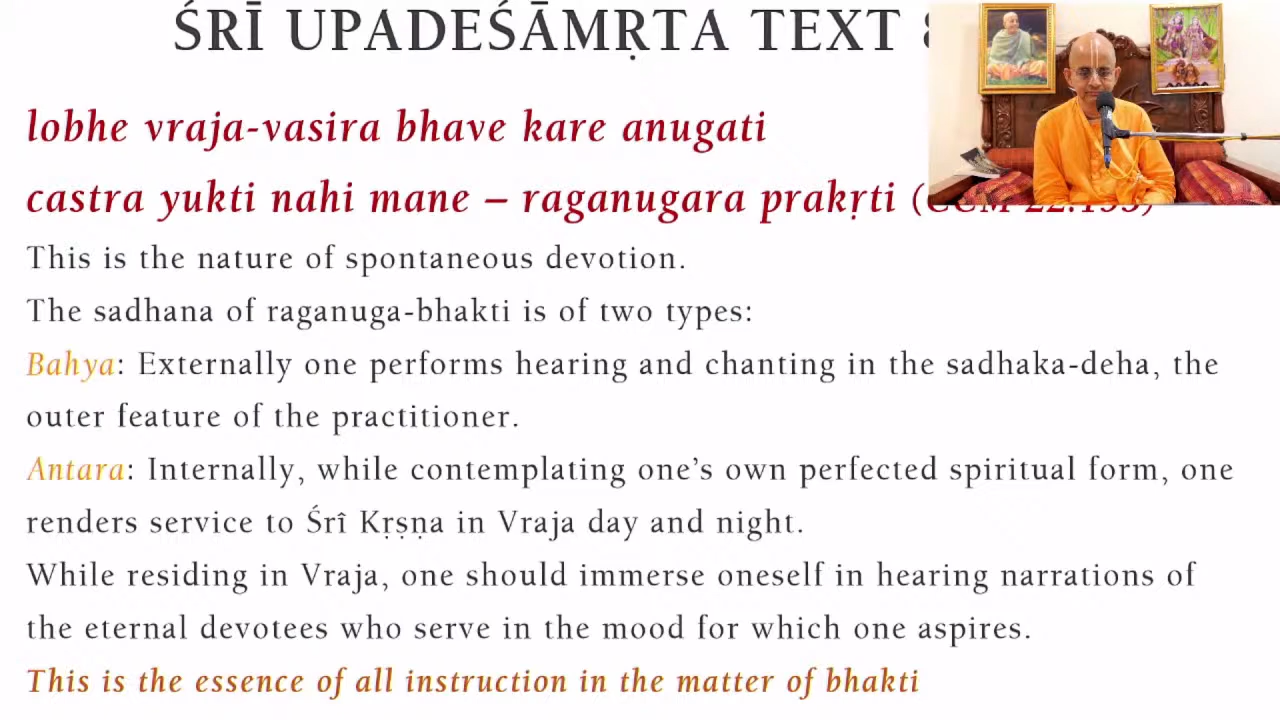 ŚRĪ UPADEŚĀMṚTA TEXT
lobhe vraja-vasira bhave kare anugati
castra yukti nahi mane – raganugara prakṛti
This is the nature of spontaneous devotion.
The sadhana of raganuga-bhakti is of two types:
Bahya: Externally one performs hearing and chanting in the sadhaka-deha, the
outer feature of the practitioner.
Antara: Internally, while contemplating one’s own perfected spiritual form, one
renders service to Śrî Kṛṣṇa in Vraja day and night.
While residing in Vraja, one should immerse oneself in hearing narrations of
the eternal devotees who serve in the mood for which one aspires.
This is the essence of all instruction in the matter of bhakti